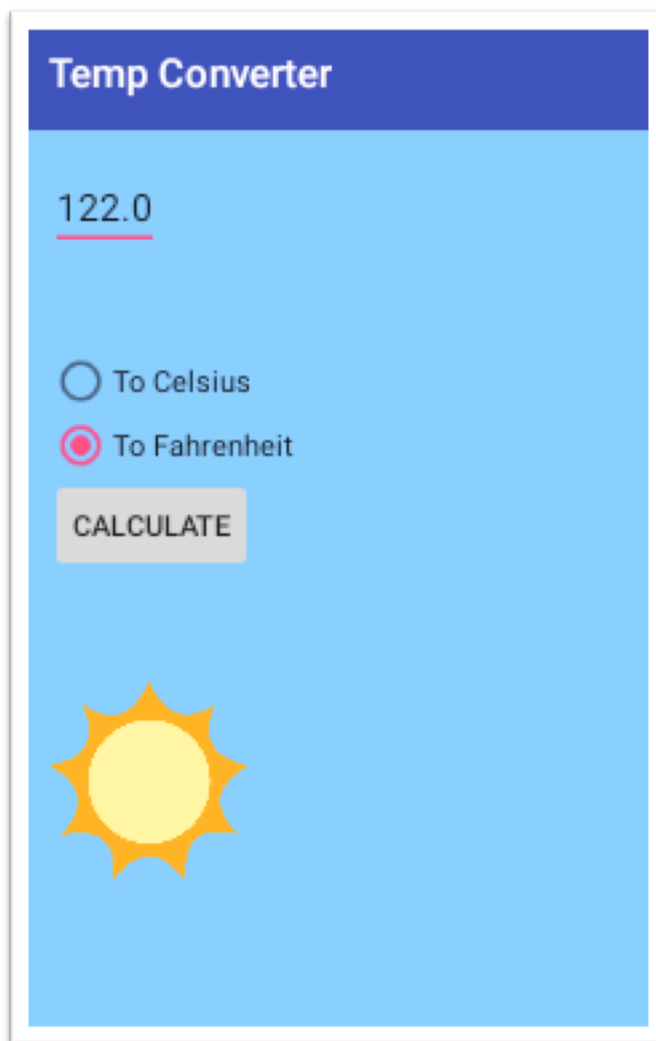 Temp Converter
122.0
To Celsius
To Fahrenheit
CALCULATE